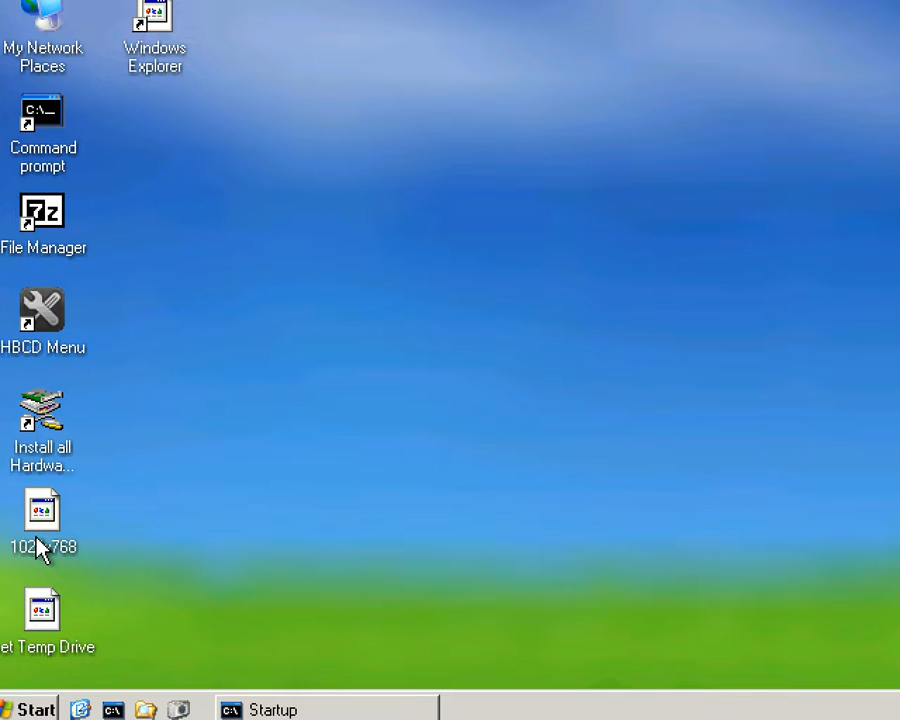 My Network
Places
Windows
Explorer
C:\
Command
prompt
7z
File Manager
HBCD Menu
Install all
Hardwa...
et Temp Drive
Start
C:\
C:\
Startup